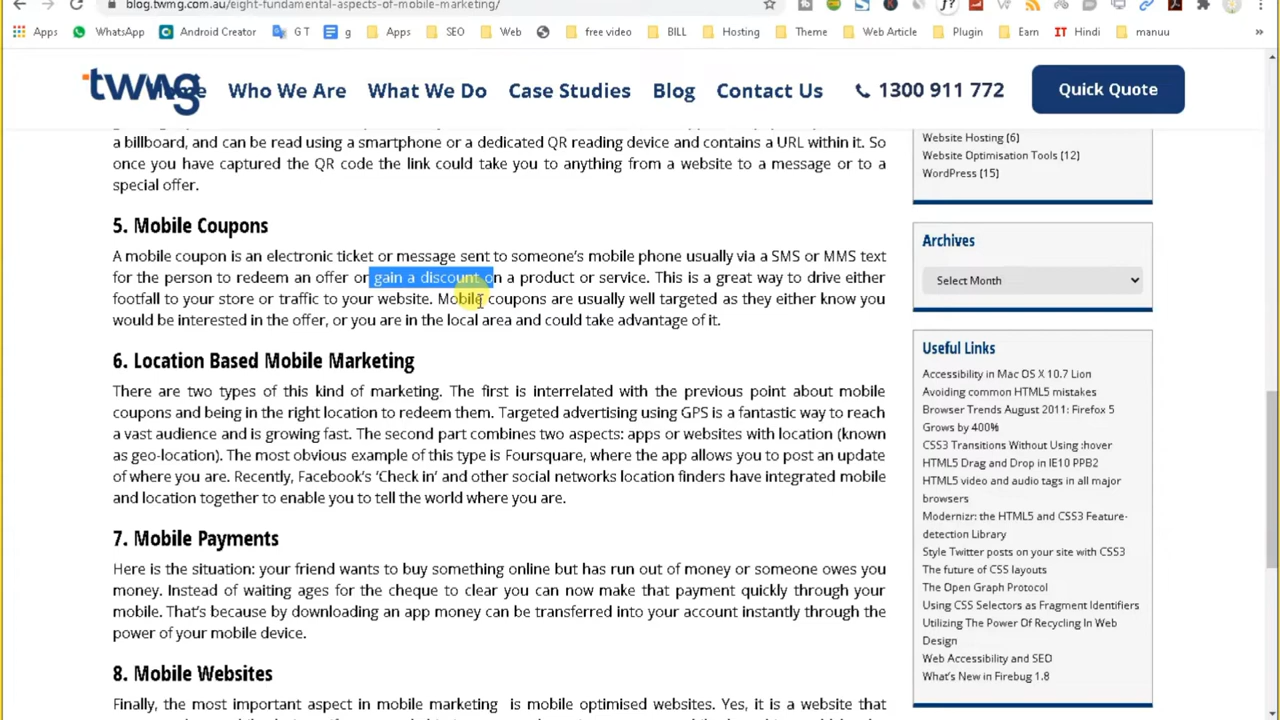 blog.twmg.com.au/eight-fundamental-aspects-of-mobile-marketing/
Apps WhatsApp Android Creator G T g Apps SEO Web free video BILL Hosting Theme Web Article Plugin Earn IT Hindi manuu »
twmg Home Who We Are What We Do Case Studies Blog Contact Us 1300 911 772 Quick Quote
a billboard, and can be read using a smartphone or a dedicated QR reading device and contains a URL within it. So
once you have captured the QR code the link could take you to anything from a website to a message or to a
special offer.
5. Mobile Coupons
A mobile coupon is an electronic ticket or message sent to someone's mobile phone usually via a SMS or MMS text
for the person to redeem an offer or gain a discount on a product or service. This is a great way to drive either
footfall to your store or traffic to your website. Mobile coupons are usually well targeted as they either know you
would be interested in the offer, or you are in the local area and could take advantage of it.
6. Location Based Mobile Marketing
There are two types of this kind of marketing. The first is interrelated with the previous point about mobile
coupons and being in the right location to redeem them. Targeted advertising using GPS is a fantastic way to reach
a vast audience and is growing fast. The second part combines two aspects: apps or websites with location (known
as geo-location). The most obvious example of this type is Foursquare, where the app allows you to post an update
of where you are. Recently, Facebook's 'Check in' and other social networks location finders have integrated mobile
and location together to enable you to tell the world where you are.
7. Mobile Payments
Here is the situation: your friend wants to buy something online but has run out of money or someone owes you
money. Instead of waiting ages for the cheque to clear you can now make that payment quickly through your
mobile. That's because by downloading an app money can be transferred into your account instantly through the
power of your mobile device.
8. Mobile Websites
Finally, the most important aspect in mobile marketing is mobile optimised websites. Yes, it is a website that
Website Hosting [6]
Website Optimisation Tools [12]
WordPress [15]
Archives
Select Month
Useful Links
Accessibility in Mac OS X 10.7 Lion
Avoiding common HTML5 mistakes
Browser Trends August 2011: Firefox 5
Grows by 400%
CSS3 Transitions Without Using :hover
HTML5 Drag and Drop in IE10 PPB2
HTML5 video and audio tags in all major
browsers
Modernizr: the HTML5 and CSS3 Feature-
detection Library
Style Twitter posts on your site with CSS3
The future of CSS layouts
The Open Graph Protocol
Using CSS Selectors as Fragment Identifiers
Utilizing The Power Of Recycling In Web
Design
Web Accessibility and SEO
What's New in Firebug 1.8